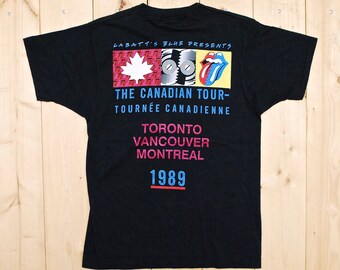 LABATT'S BLUE PRESENTS
THE CANADIAN TOUR-
TOURNÉE CANADIENNE
TORONTO
VANCOUVER
MONTREAL
1989